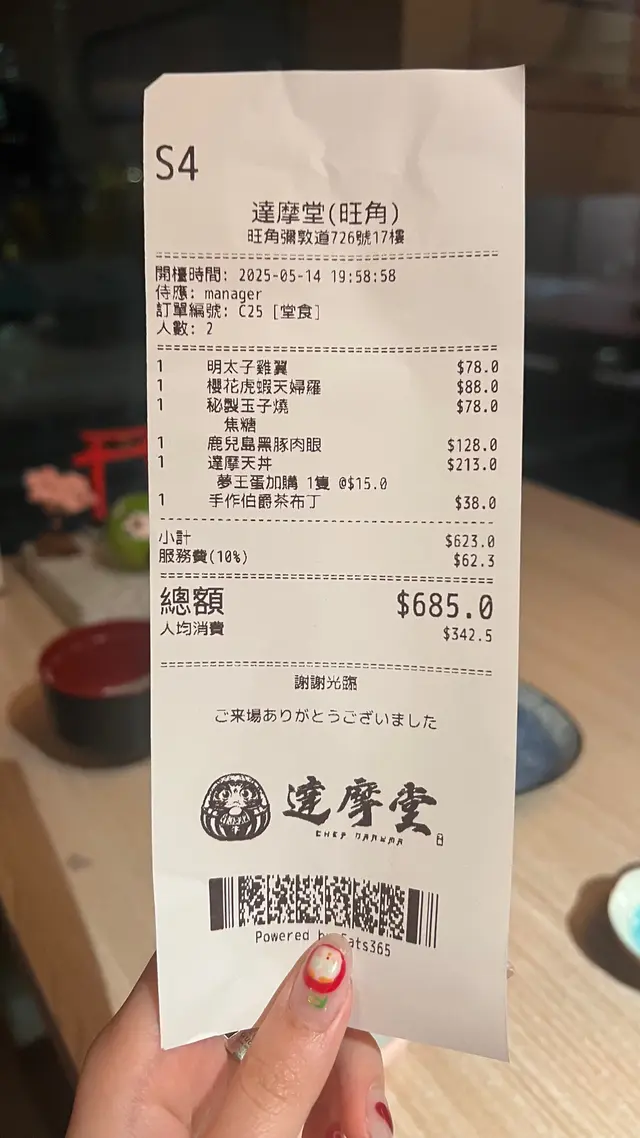 S4
達摩堂(旺角)
旺角彌敦道726號17樓
開檯時間: 2025-05-14 19:58:58
侍應: manager
訂單編號: C25 [堂食]
人數: 2
1 明太子雞翼 $78.0
1 櫻花虎蝦天婦羅 $88.0
1 秘製玉子燒 $78.0
焦糖
1 鹿兒島黑豚肉眼 $128.0
1 達摩天丼 $213.0
夢王蛋加購 1隻 @$15.0
1 手作伯爵茶布丁 $38.0
小計 $623.0
服務費(10%) $62.3
總額 $685.0
人均消費 $342.5
謝謝光臨
ご来場ありがとうございました
達摩堂
CHEF DARUMA
Powered by Eats365